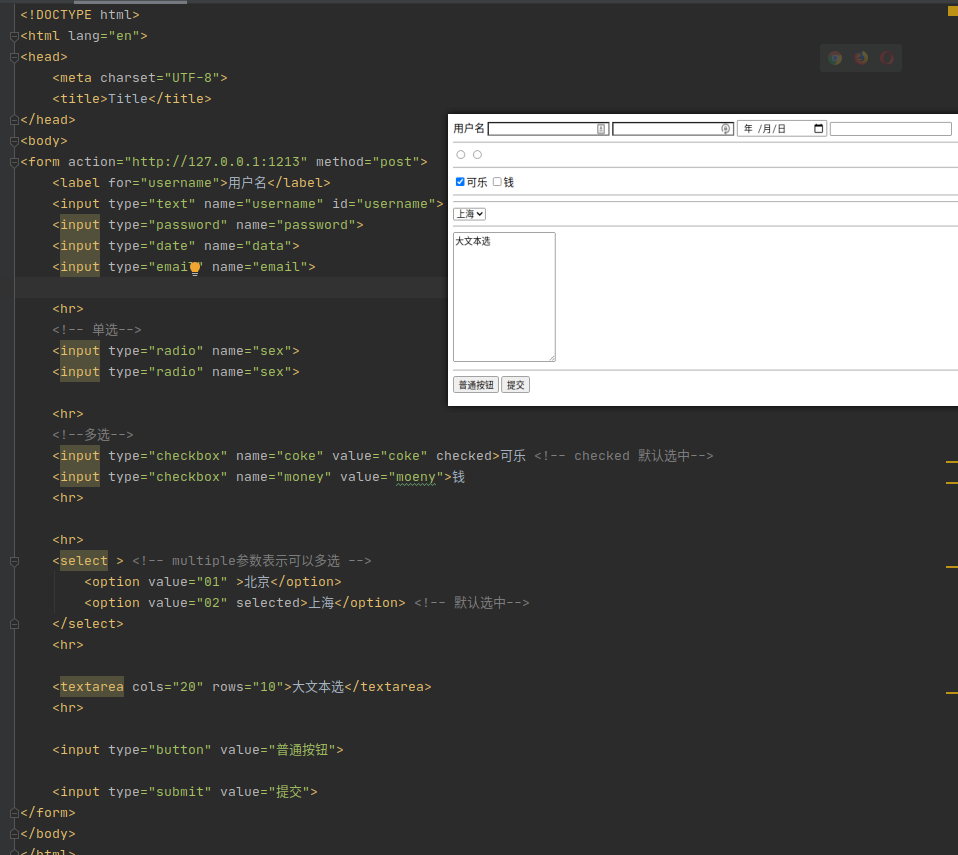 <!DOCTYPE html>
<html lang="en">
<head>
    <meta charset="UTF-8">
    <title>Title</title>
</head>
<body>
<form action="http://127.0.0.1:1213" method="post">
    <label for="username">用户名</label>
    <input type="text" name="username" id="username">
    <input type="password" name="password">
    <input type="date" name="data">
    <input type="email" name="email">
    <hr>
    <!-- 单选-->
    <input type="radio" name="sex">
    <input type="radio" name="sex">
    <hr>
    <!--多选-->
    <input type="checkbox" name="coke" value="coke" checked>可乐 <!-- checked 默认选中-->
    <input type="checkbox" name="money" value="moeny">钱
    <hr>
    <hr>
    <select > <!-- multiple参数表示可以多选 -->
        <option value="01" >北京</option>
        <option value="02" selected>上海</option> <!-- 默认选中-->
    </select>
    <hr>
    <textarea cols="20" rows="10">大文本选</textarea>
    <hr>
    <input type="button" value="普通按钮">
    <input type="submit" value="提交">
</form>
</body>
</html>
用户名 年 /月/日
可乐 钱
上海
大文本选
普通按钮 提交